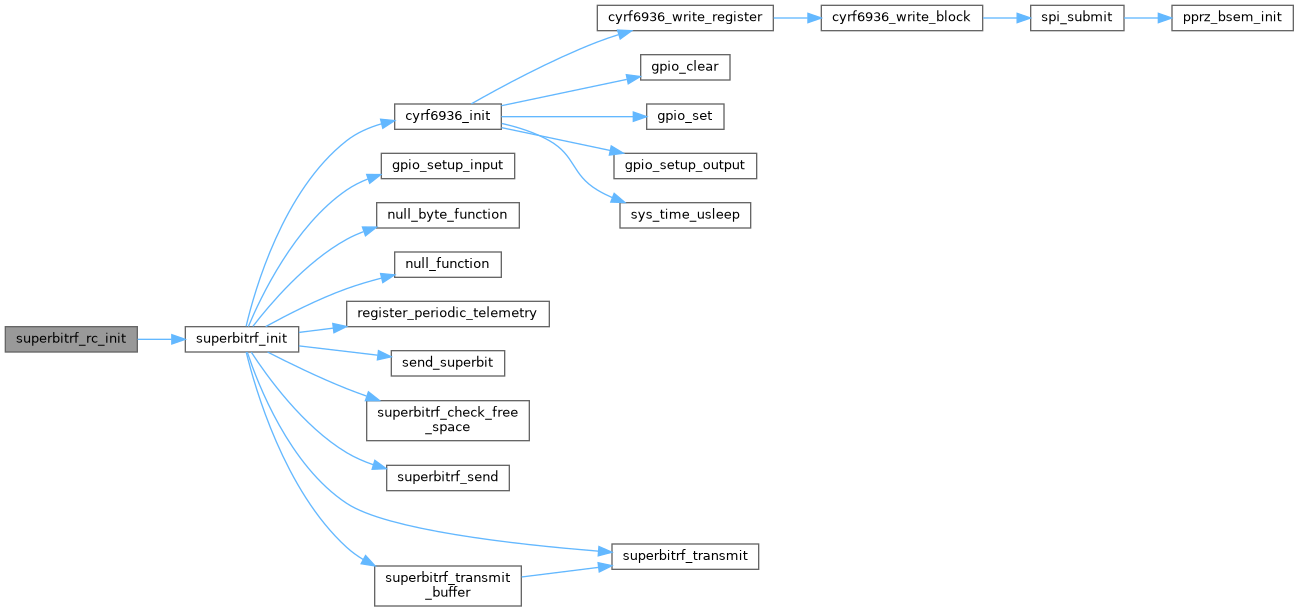 cyrf6936_write_register
cyrf6936_write_block
spi_submit
pprz_bsem_init
gpio_clear
cyrf6936_init
gpio_set
gpio_setup_input
gpio_setup_output
null_byte_function
sys_time_usleep
null_function
register_periodic_telemetry
superbitrf_rc_init
superbitrf_init
send_superbit
superbitrf_check_free
_space
superbitrf_send
superbitrf_transmit
superbitrf_transmit
_buffer